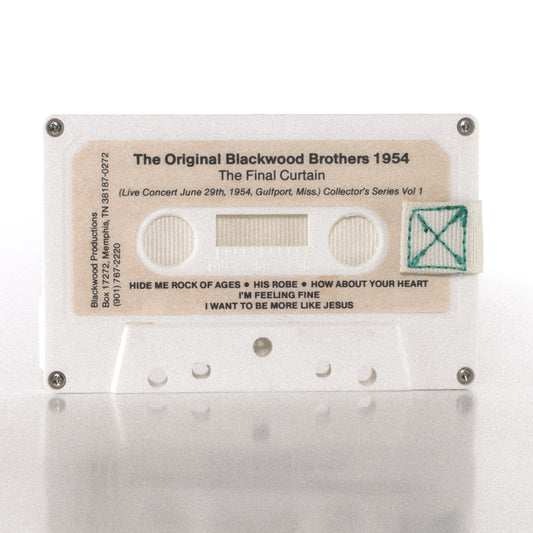 The Original Blackwood Brothers 1954
The Final Curtain
(Live Concert June 29th, 1954, Gulfport, Miss.) Collector's Series Vol 1
Blackwood Productions
Box 17272, Memphis, TN 38187-0272
(901) 767-2220
HIDE ME ROCK OF AGES • HIS ROBE • HOW ABOUT YOUR HEART
I'M FEELING FINE
I WANT TO BE MORE LIKE JESUS